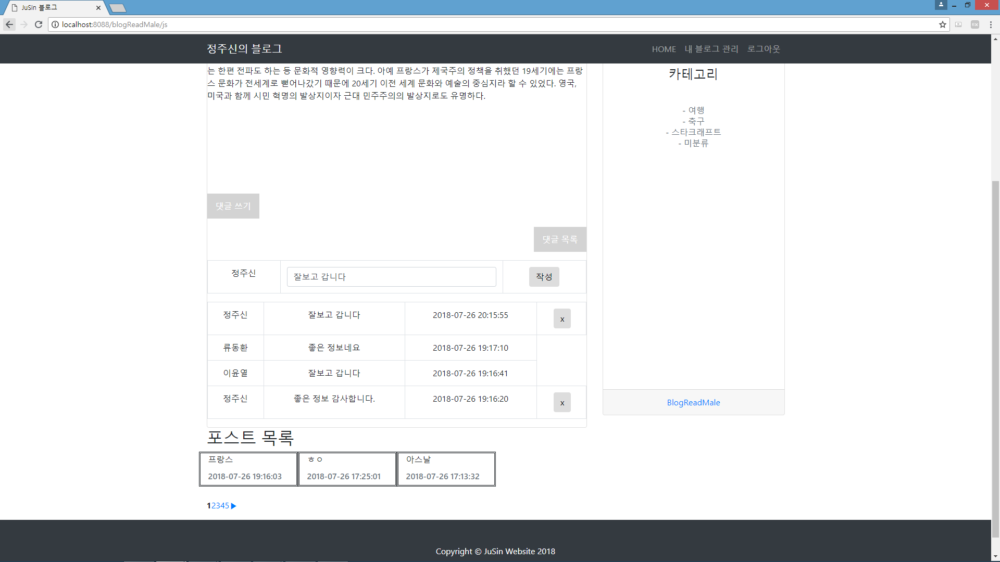 JuSin 블로그
localhost:8088/blogReadMale/js
정주신의 블로그
HOME 내 블로그 관리 로그아웃
는 한편 전파도 하는 등 문화적 영향력이 크다. 아예 프랑스가 제국주의 정책을 취했던 19세기에는 프랑
스 문화가 전세계로 뻗어나갔기 때문에 20세기 이전 세계 문화와 예술의 중심지라 할 수 있었다. 영국,
미국과 함께 시민 혁명의 발상지이자 근대 민주주의의 발상지로도 유명하다.
댓글 쓰기
댓글 목록
정주신 잘보고 갑니다 작성
정주신 잘보고 갑니다 2018-07-26 20:15:55 x
류동환 좋은 정보네요 2018-07-26 19:17:10
이윤열 잘보고 갑니다 2018-07-26 19:16:41
정주신 좋은 정보 감사합니다. 2018-07-26 19:16:20 x
카테고리
- 여행
- 축구
- 스타크래프트
- 미분류
BlogReadMale
포스트 목록
프랑스
2018-07-26 19:16:03
ㅎㅇ
2018-07-26 17:25:01
아스날
2018-07-26 17:13:32
12345▶
Copyright © JuSin Website 2018